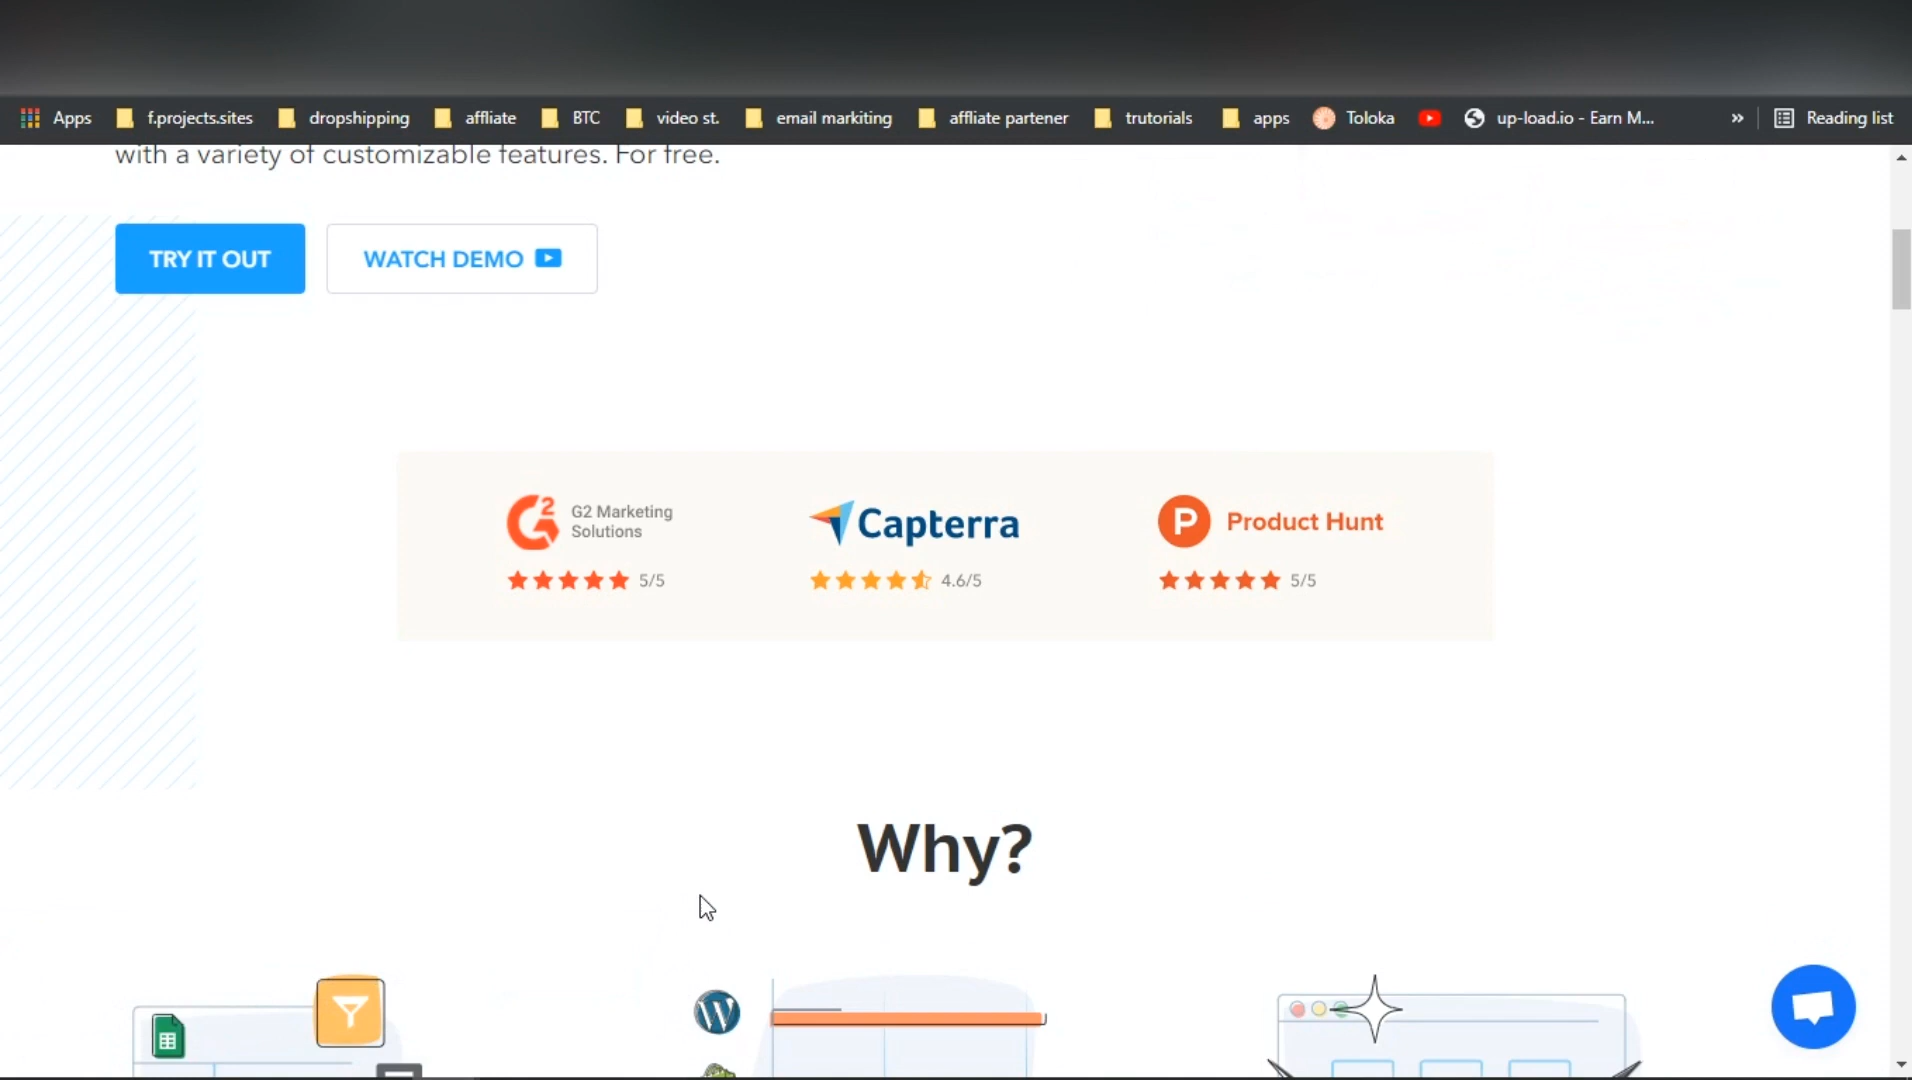 Apps f.projects.sites dropshipping affliate BTC video st. email markiting affliate partener trutorials apps Toloka up-load.io - Earn M... » Reading list
with a variety of customizable features. For free.
TRY IT OUT WATCH DEMO
G2 Marketing
Solutions
Capterra
Product Hunt
5/5 4.6/5 5/5
Why?